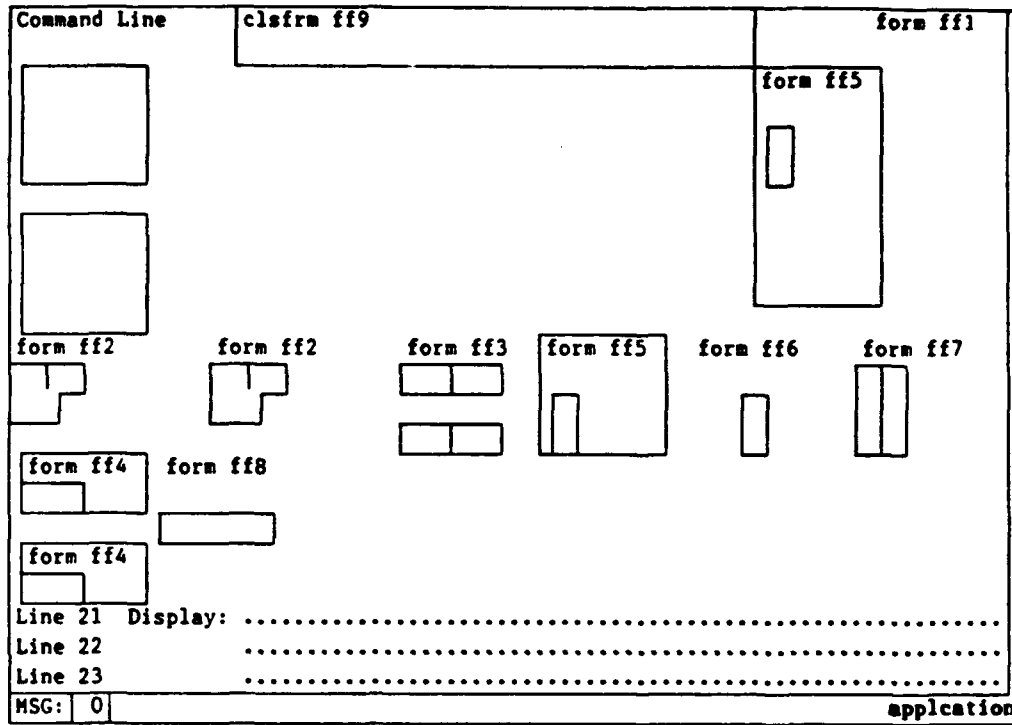 Command Line clsfrm ff9 form ff1
form ff5
form ff2 form ff2 form ff3 form ff5 form ff6 form ff7
form ff4 form ff8
form ff4
Line 21 Display: ............................................................
Line 22 ............................................................
Line 23 ............................................................
MSG: 0 applcation